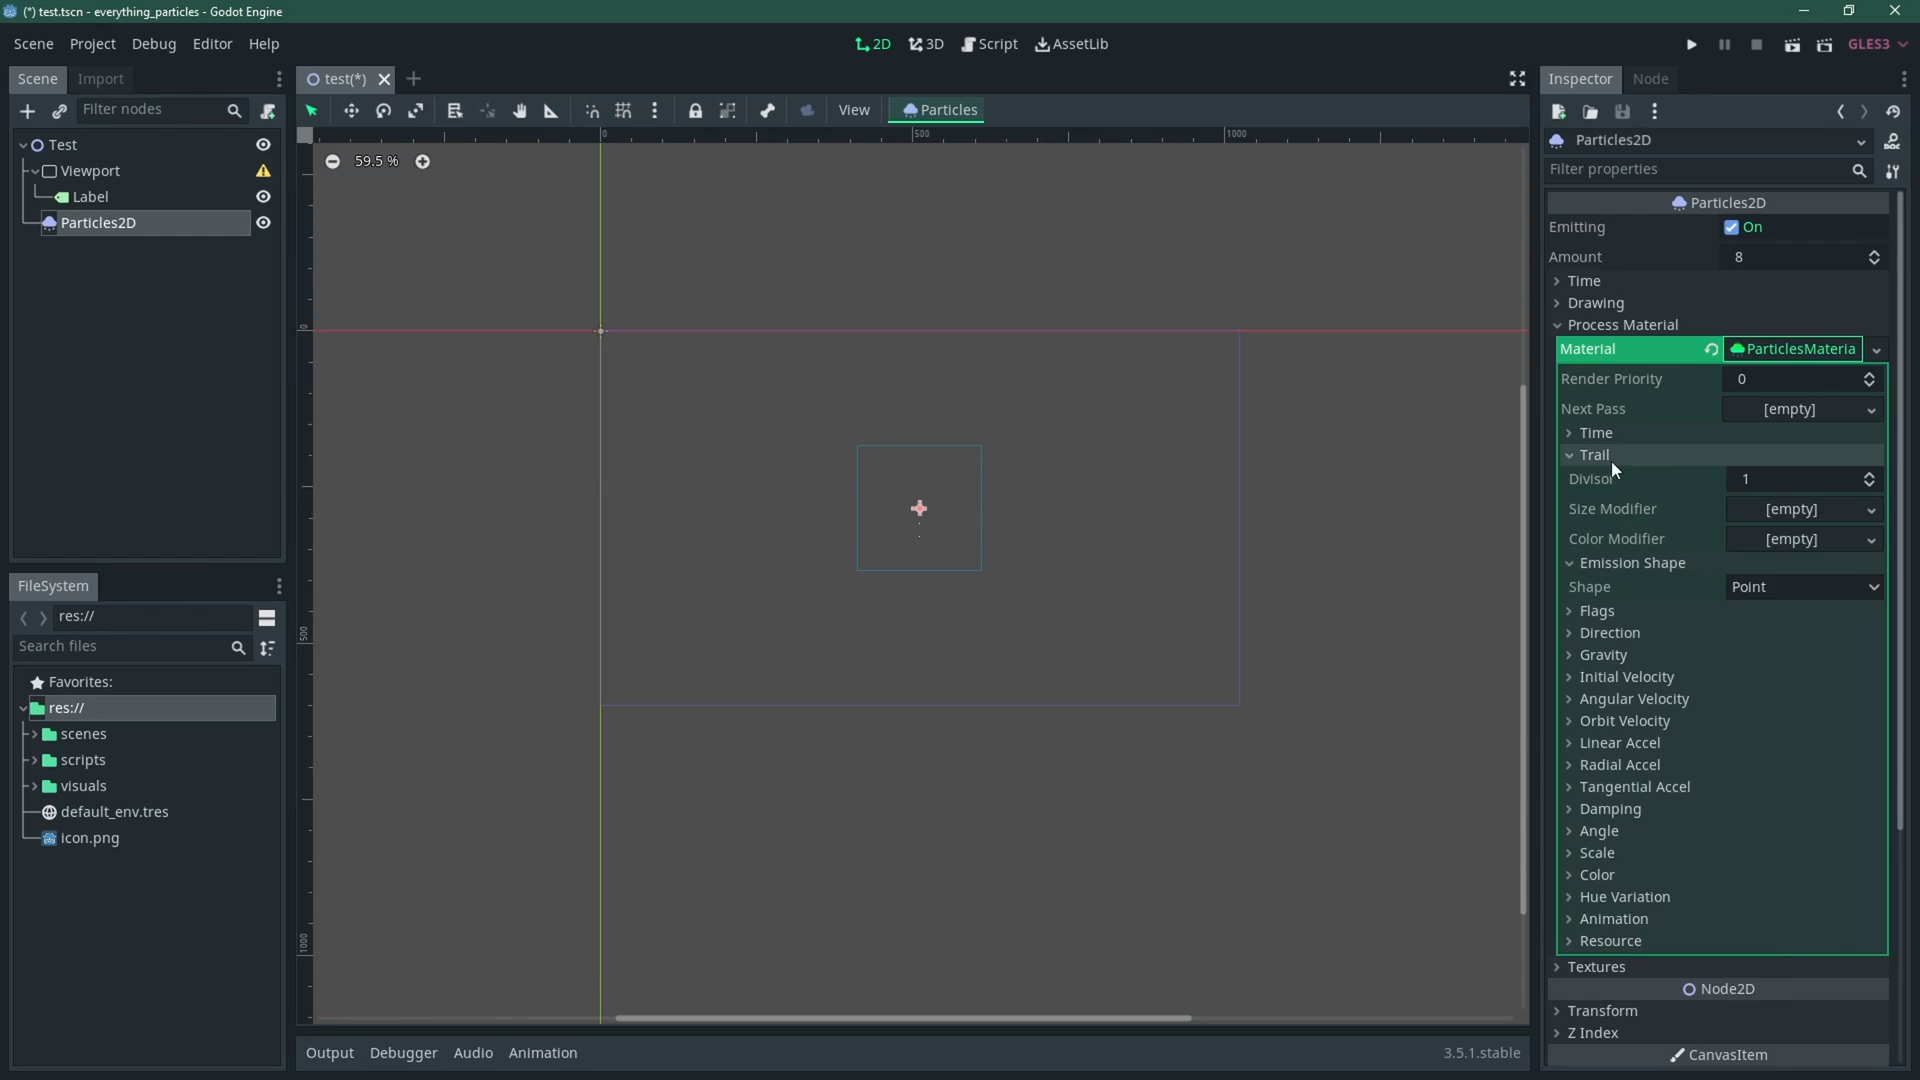 (*) test.tscn - everything_particles - Godot Engine
Scene Project Debug Editor Help
2D 3D Script AssetLib
GLES3
Scene Import
Filter nodes
Test
Viewport
Label
Particles2D
FileSystem
res://
Search files
Favorites:
res://
scenes
scripts
visuals
default_env.tres
icon.png
test(*)
View Particles
0 500 1000
59.5 %
0
500
1000
Output Debugger Audio Animation 3.5.1.stable
Inspector Node
Particles2D
Filter properties
Particles2D
Emitting On
Amount 8
Time
Drawing
Process Material
Material ParticlesMateria
Render Priority 0
Next Pass [empty]
Time
Trail
Divisor 1
Size Modifier [empty]
Color Modifier [empty]
Emission Shape
Shape Point
Flags
Direction
Gravity
Initial Velocity
Angular Velocity
Orbit Velocity
Linear Accel
Radial Accel
Tangential Accel
Damping
Angle
Scale
Color
Hue Variation
Animation
Resource
Textures
Node2D
Transform
Z Index
CanvasItem